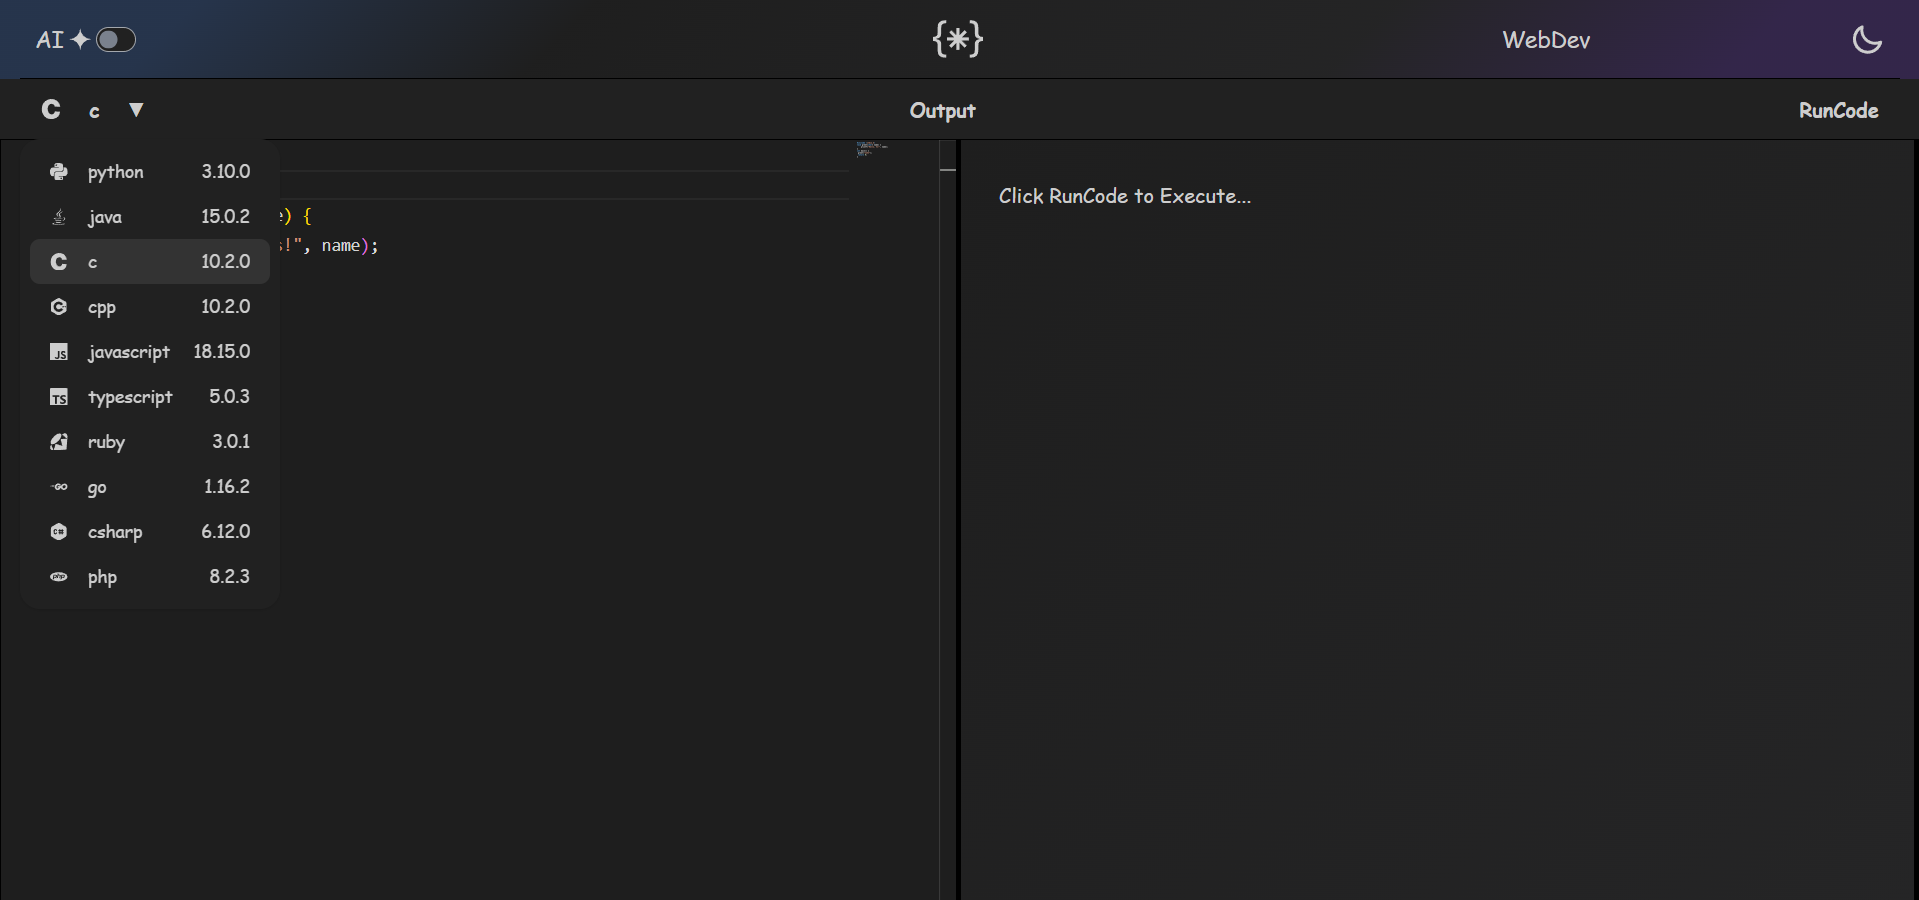 AI WebDev
c Output RunCode
python 3.10.0
java 15.0.2
c 10.2.0
cpp 10.2.0
javascript 18.15.0
typescript 5.0.3
ruby 3.0.1
go 1.16.2
csharp 6.12.0
php 8.2.3
) {
!", name);
Click RunCode to Execute...